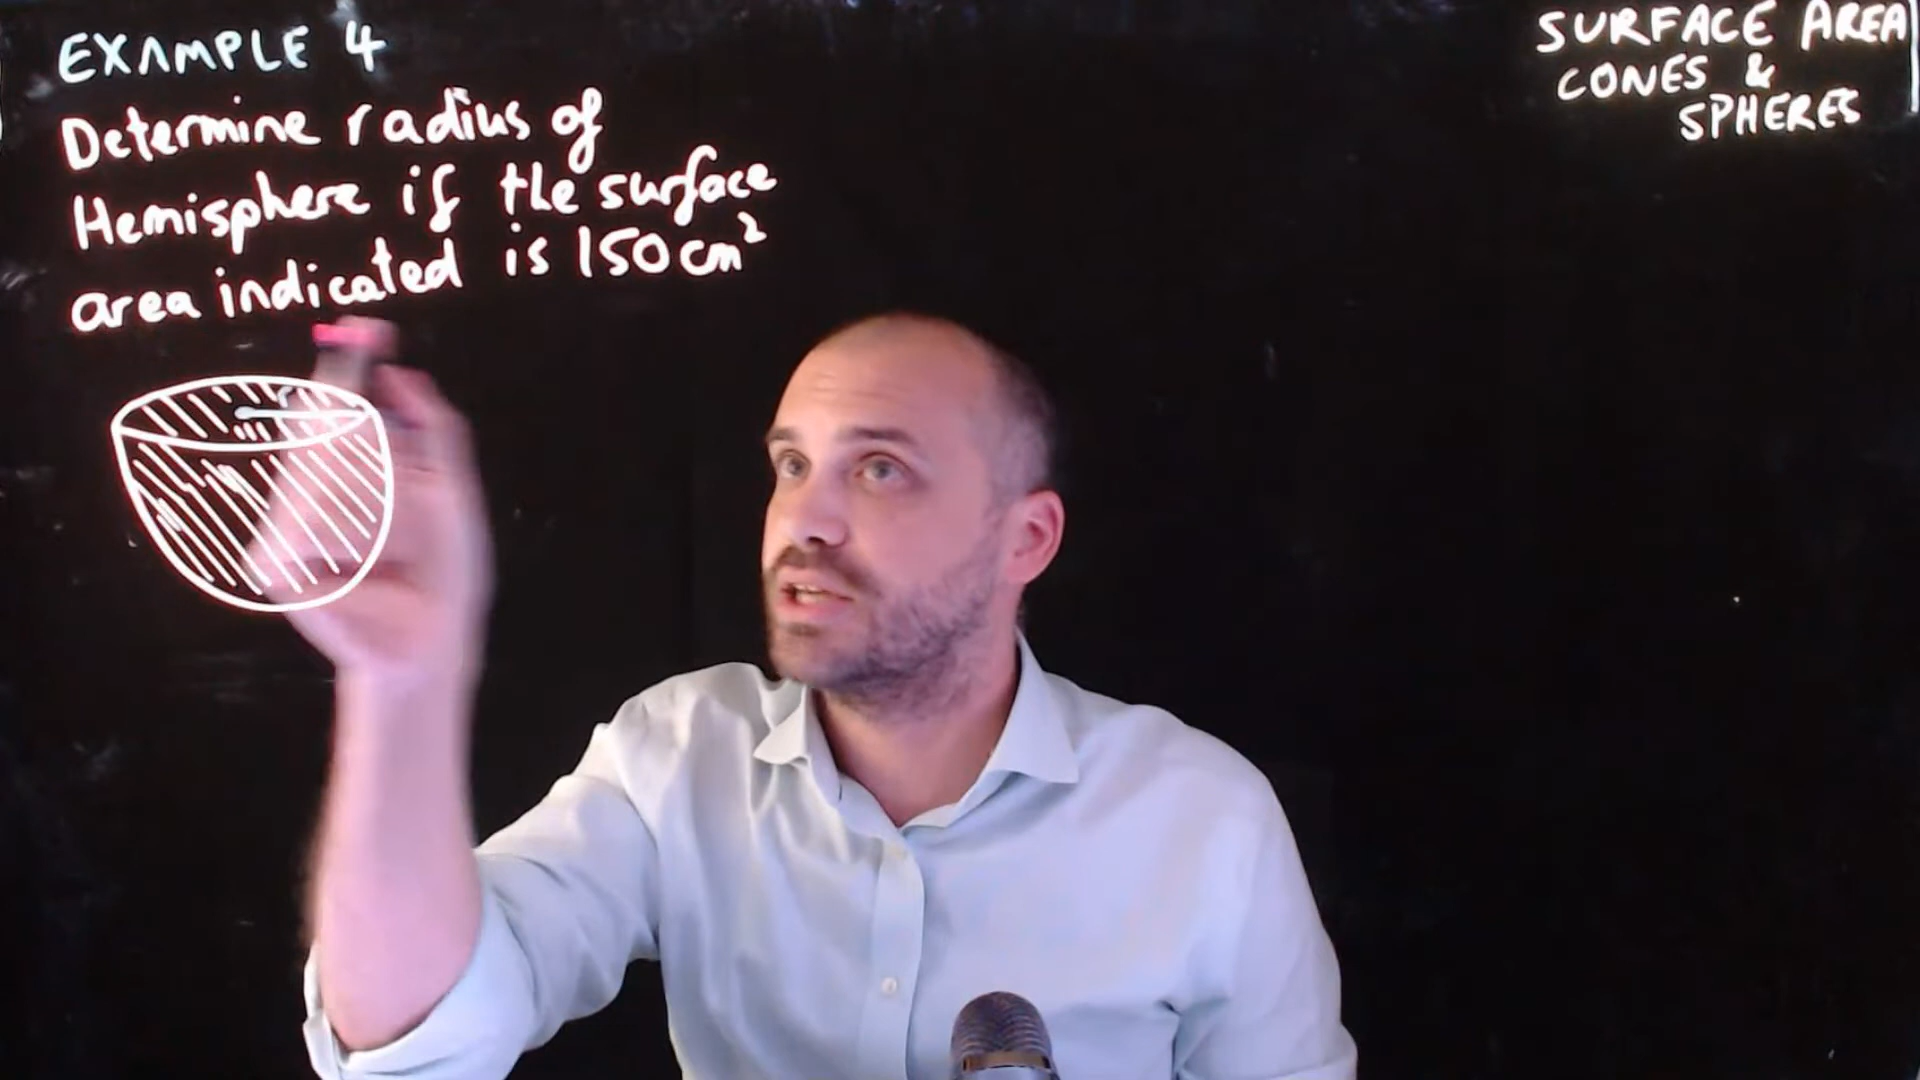 EXAMPLE 4
Determine radius of
Hemisphere if the surface
area indicated is 150cm²
r
SURFACE AREA
CONES &
SPHERES